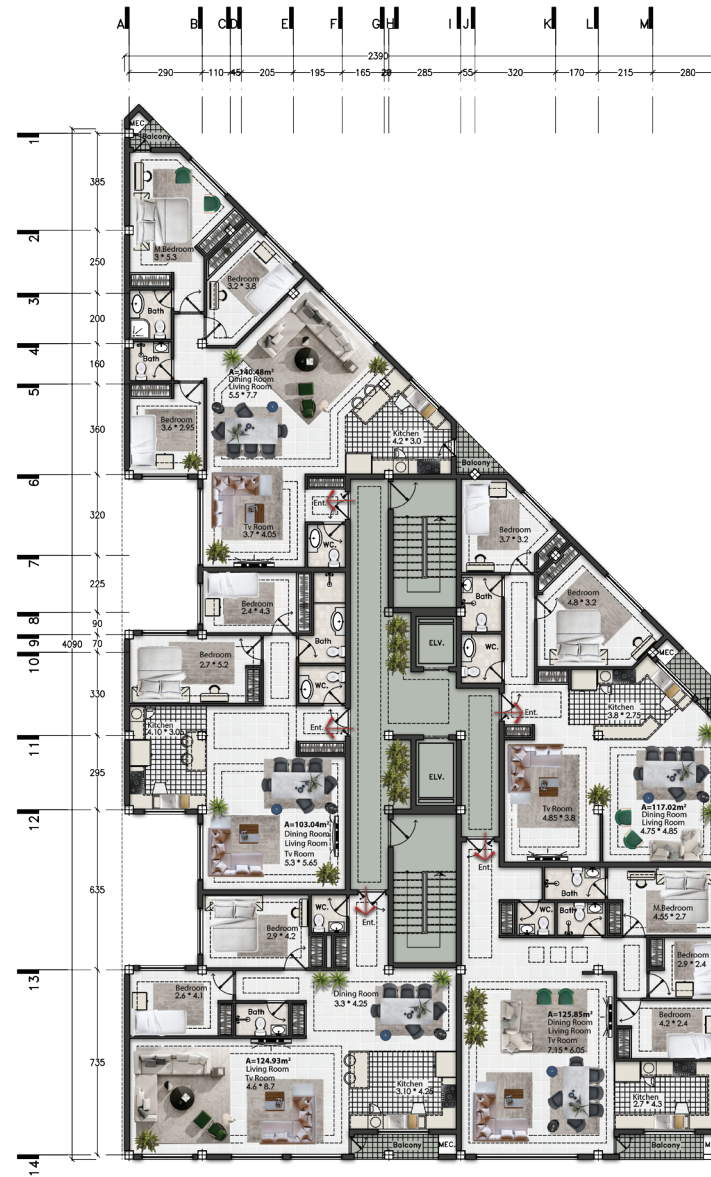 A B C D E F G H I J K L M
2390
290 110 45 205 195 165 20 285 55 320 170 215 280
1
385
2
250
3
200
4
160
5
360
6
320
7
225
8
90
9
70
10
4090
330
11
295
12
635
13
735
14
MEC.
Balcony
M.Bedroom
3 * 5.3
Bedroom
3.2 * 3.8
Bath
Bath
A=140.48m²
Dining Room
Living Room
5.5 * 7.7
Bedroom
3.6 * 2.95
Kitchen
4.2 * 3.0
Balcony
Ent.
Tv Room
3.7 * 4.05
WC.
Bedroom
3.7 * 3.2
Bedroom
2.4 * 4.3
Bath
Bedroom
4.8 * 3.2
Bath
ELV.
WC.
MEC.
Bedroom
2.7 * 5.2
WC.
Ent.
Ent.
Kitchen
4.10 * 3.05
Kitchen
3.8 * 2.75
ELV.
Tv Room
4.85 * 3.8
A=117.02m²
Dining Room
Living Room
4.75 * 4.85
A=103.04m²
Dining Room
Living Room
Tv Room
5.3 * 5.65
Ent.
Bath
WC.
Ent.
Bedroom
2.9 * 4.2
WC.
Bath
M.Bedroom
4.55 * 2.7
Bedroom
2.9 * 2.4
Bedroom
2.6 * 4.1
Dining Room
3.3 * 4.25
Bath
A=125.85m²
Dining Room
Living Room
Tv Room
7.15 * 6.05
Bedroom
4.2 * 2.4
A=124.93m²
Living Room
Tv Room
4.6 * 8.7
Kitchen
3.10 * 4.25
Kitchen
2.7 * 4.3
Balcony
MEC.
Balcony